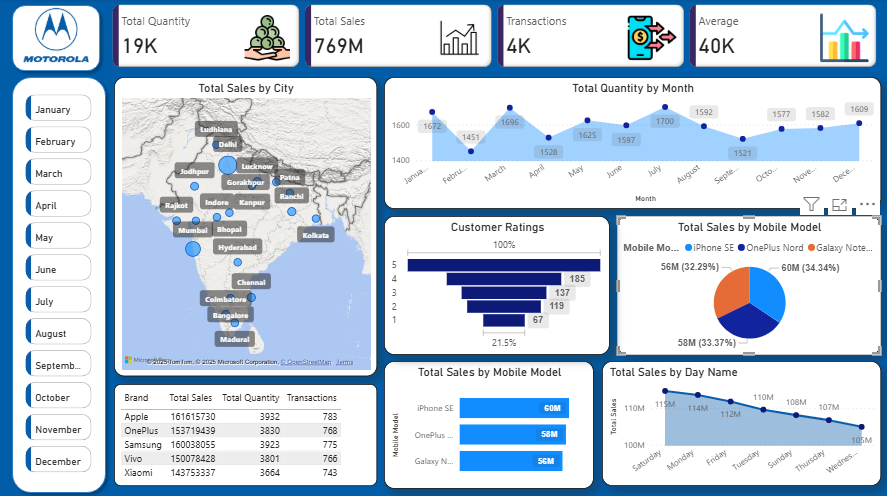 MOTOROLA
Total Quantity
19K
Total Sales
769M
Transactions
4K
Average
40K
January
February
March
April
May
June
July
August
Septemb...
October
November
December
Total Sales by City
Ludhiana
Delhi
Jodhpur
Lucknow
Gorakhpur
Patna
Rajkot
Indore
Kanpur
Ranchi
Mumbai
Bhopal
Kolkata
Hyderabad
Chennai
Coimbatore
Bangalore
Madurai
© 2025 TomTom, © 2025 Microsoft Corporation, © OpenStreetMap Terms
Total Quantity by Month
1600
1400
1672
1451
1696
1528
1625
1597
1700
1592
1521
1577
1582
1609
Janua...
Febru...
March
April
May
June
July
August
Septe...
Octo...
Nove...
Dece...
Month
Customer Ratings
100%
5
4
185
3
137
2
119
1
67
21.5%
Total Sales by Mobile Model
Mobile Mo...
iPhone SE
OnePlus Nord
Galaxy Note...
56M (32.29%)
60M (34.34%)
58M (33.37%)
Brand Total Sales Total Quantity Transactions
Apple 161615730 3932 783
OnePlus 153719439 3830 768
Samsung 160038055 3923 775
Vivo 150078428 3801 766
Xiaomi 143753337 3664 743
Total Sales by Mobile Model
Mobile Model
iPhone SE 60M
OnePlus ... 58M
Galaxy N... 56M
Total Sales by Day Name
Total Sales
110M
100M
115M
114M
112M
110M
108M
107M
105M
Saturday
Monday
Friday
Tuesday
Sunday
Thursday
Wednes...